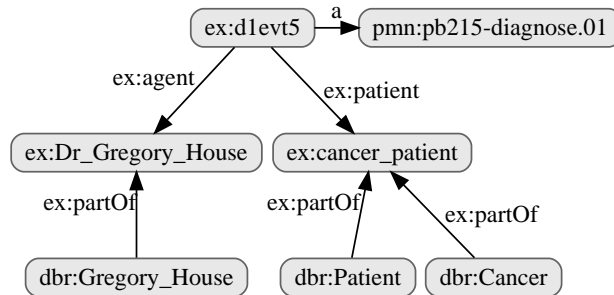 ex:d1evt5 a pmn:pb215-diagnose.01
ex:agent ex:patient
ex:Dr_Gregory_House ex:cancer_patient
ex:partOf ex:partOf ex:partOf
dbr:Gregory_House dbr:Patient dbr:Cancer